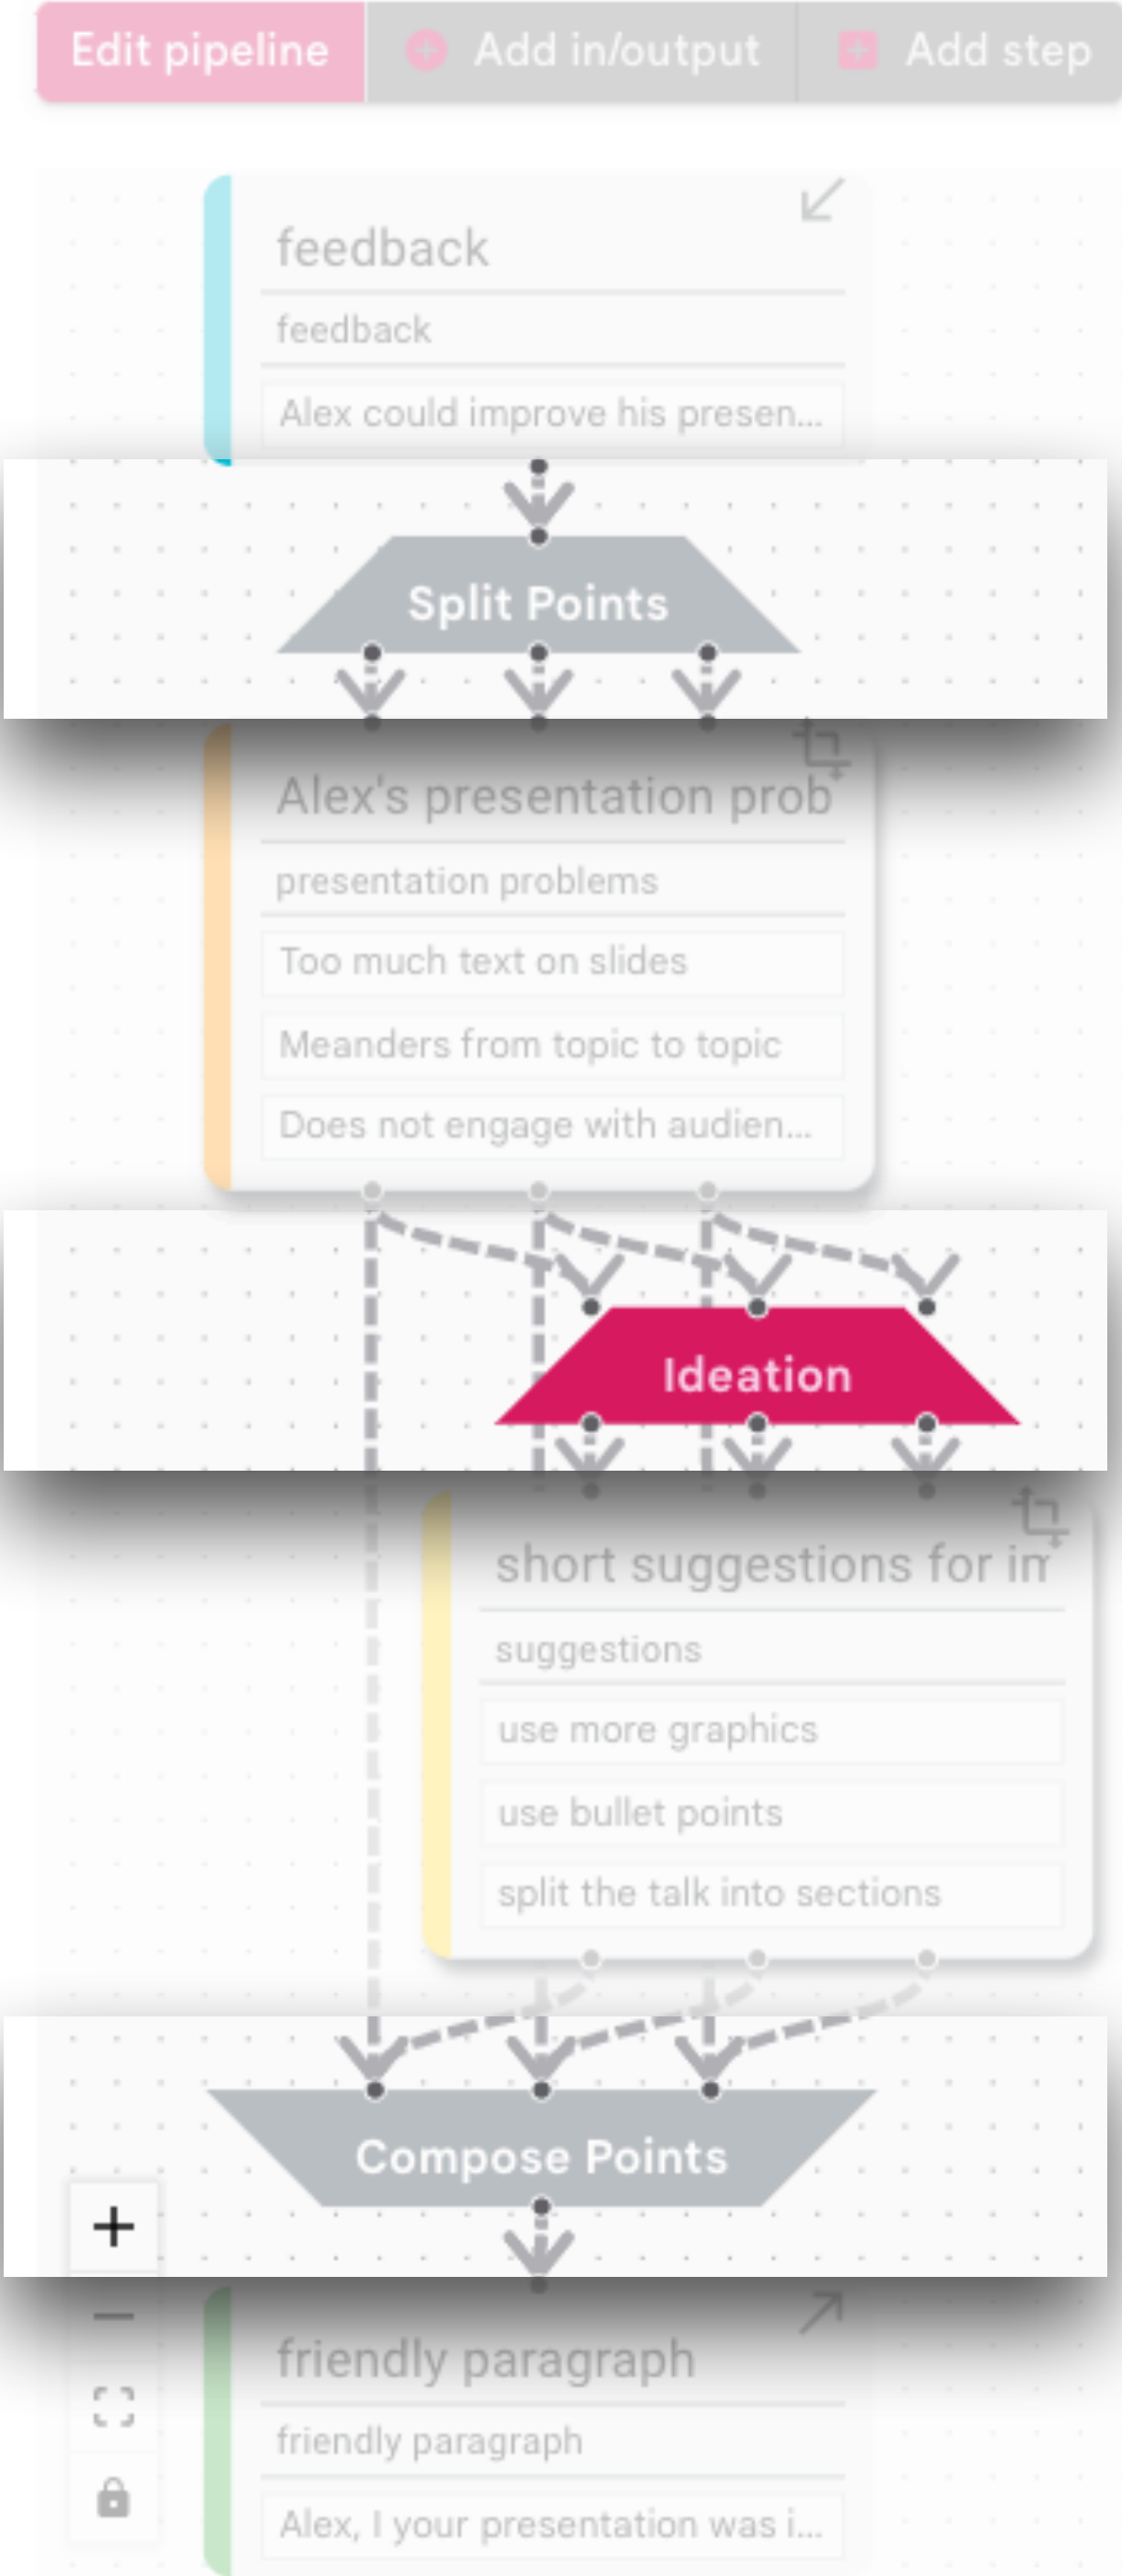 Edit pipeline
Add in/output
Add step
feedback
feedback
Alex could improve his presen...
Split Points
Alex's presentation prob
presentation problems
Too much text on slides
Meanders from topic to topic
Does not engage with audien...
Ideation
short suggestions for im
suggestions
use more graphics
use bullet points
split the talk into sections
Compose Points
friendly paragraph
friendly paragraph
Alex, I your presentation was i...